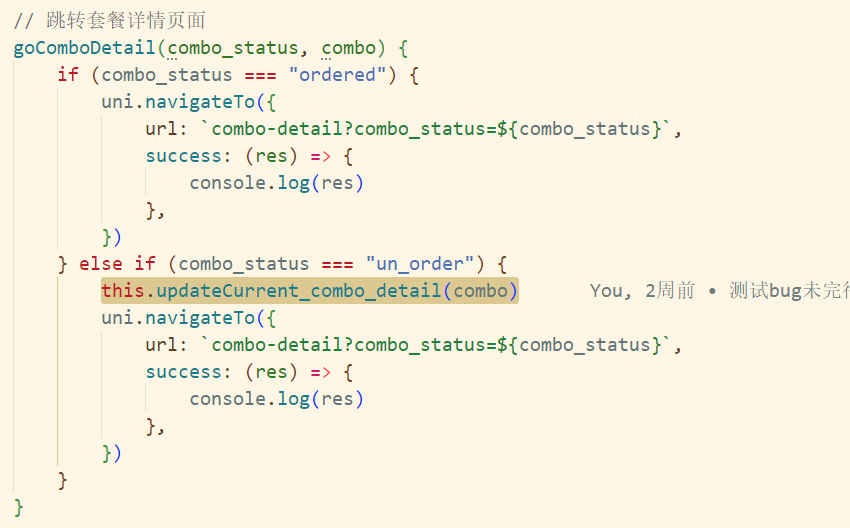 // 跳转套餐详情页面
goComboDetail(combo_status, combo) {
    if (combo_status === "ordered") {
        uni.navigateTo({
            url: `combo-detail?combo_status=${combo_status}`,
            success: (res) => {
                console.log(res)
            },
        })
    } else if (combo_status === "un_order") {
        this.updateCurrent_combo_detail(combo)    You, 2周前 • 测试bug未完
        uni.navigateTo({
            url: `combo-detail?combo_status=${combo_status}`,
            success: (res) => {
                console.log(res)
            },
        })
    }
}